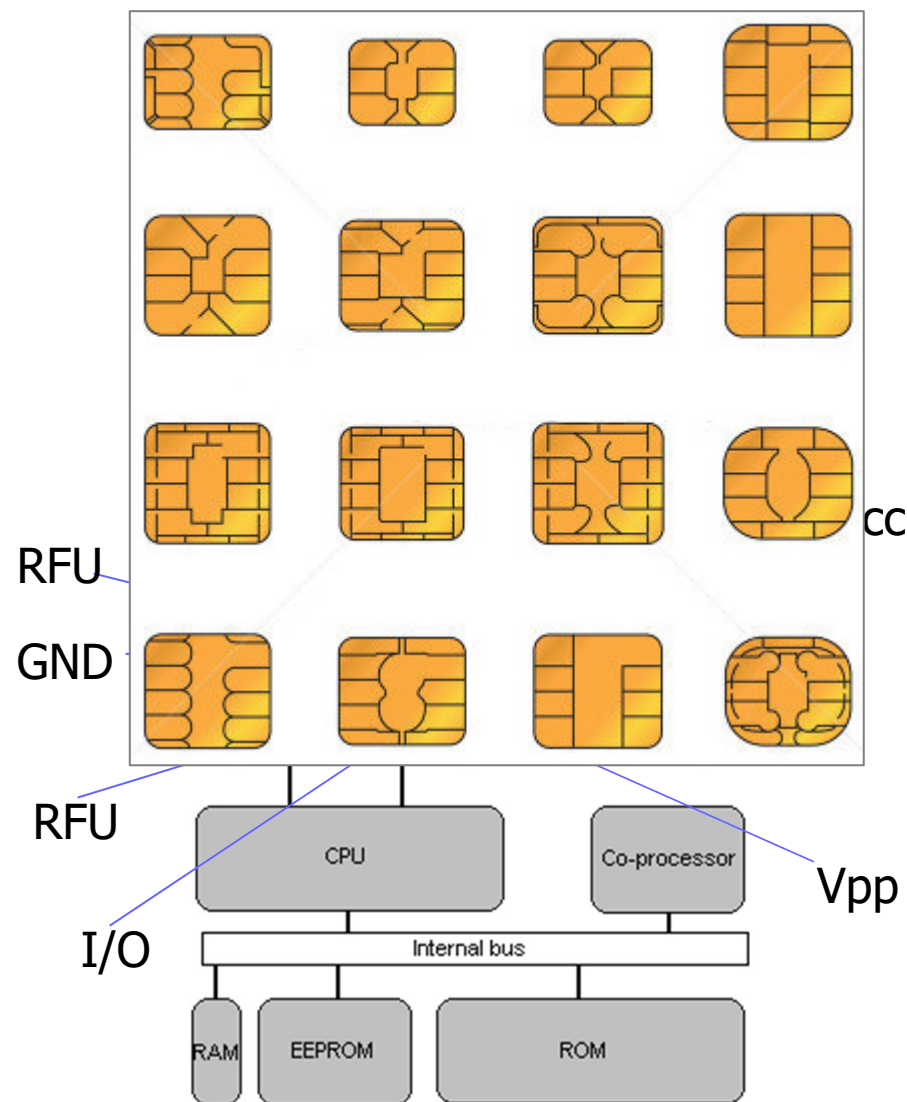 cc
RFU
GND
RFU
CPU
Co-processor
Vpp
I/O
Internal bus
RAM
EEPROM
ROM